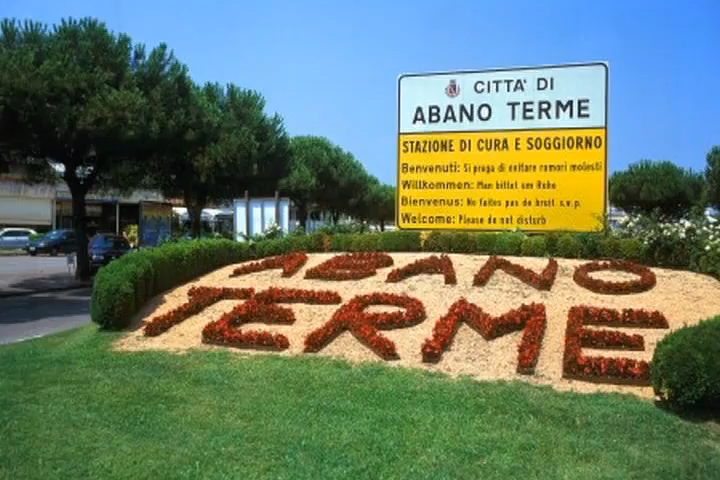 CITTA' DI
ABANO TERME
STAZIONE DI CURA E SOGGIORNO
Benvenuti: Si prega di evitare rumori molesti
Willkommen: Man bittet um Ruhe
Bienvenus: Ne faites pas de bruit s.v.p.
Welcome: Please do not disturb
ABANO
TERME